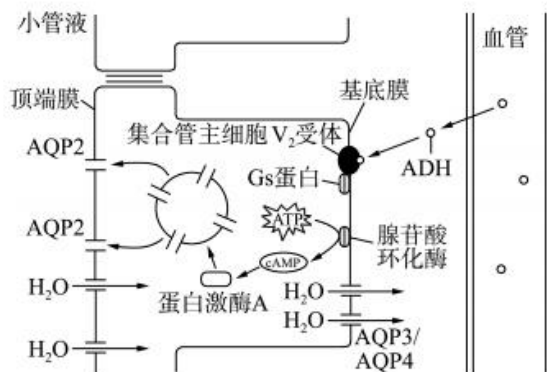 小管液
血管
顶端膜
基底膜
集合管主细胞V₂受体
AQP2
ADH
Gs蛋白
ATP
AQP2
腺苷酸
环化酶
cAMP
H₂O
蛋白激酶A
H₂O
H₂O
H₂O
AQP3/
AQP4